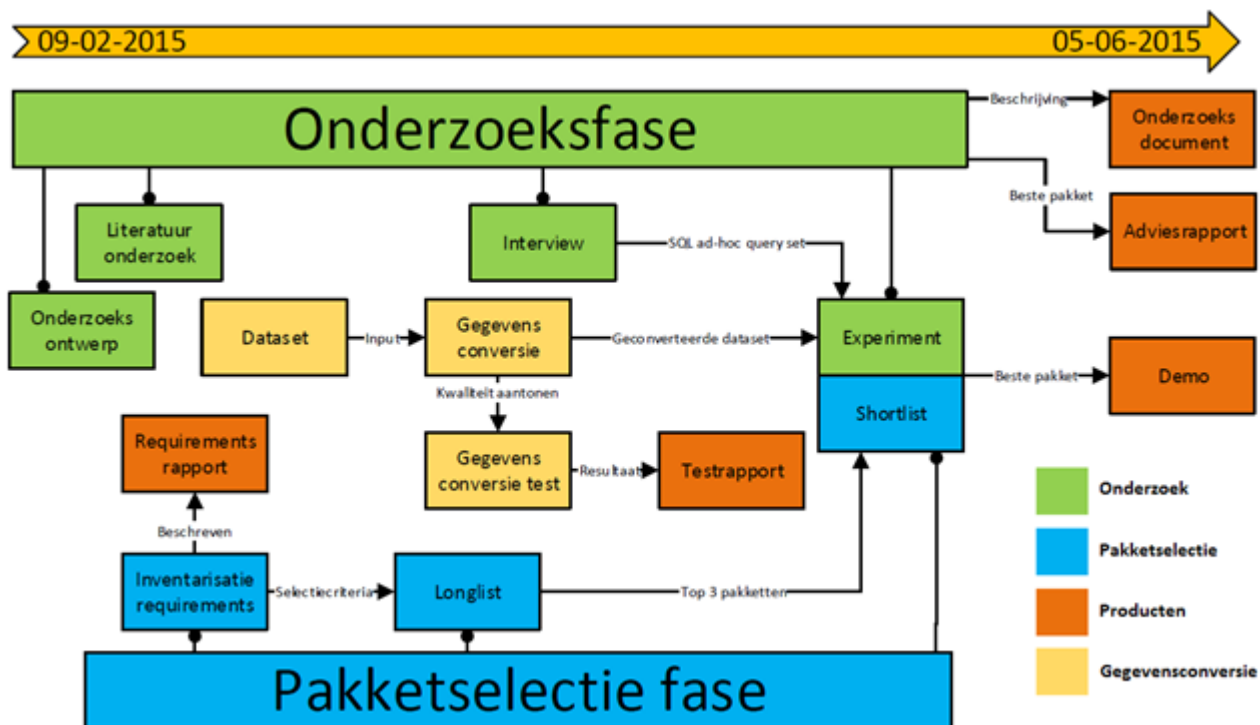 09-02-2015
05-06-2015
Onderzoeksfase
Beschrijving
Onderzoeks
document
Beste pakket
Adviesrapport
Literatuur
onderzoek
Interview
SQL ad-hoc query set
Onderzoeks
ontwerp
Dataset
Input
Gegevens
conversie
Geconverteerde dataset
Experiment
Shortlist
Beste pakket
Demo
Kwaliteit aantonen
Requirements
rapport
Gegevens
conversie test
Resultaat
Testrapport
Beschreven
Inventarisatie
requirements
Selectiecriteria
Longlist
Top 3 pakketten
Onderzoek
Pakketselectie
Producten
Gegevensconversie
Pakketselectie fase